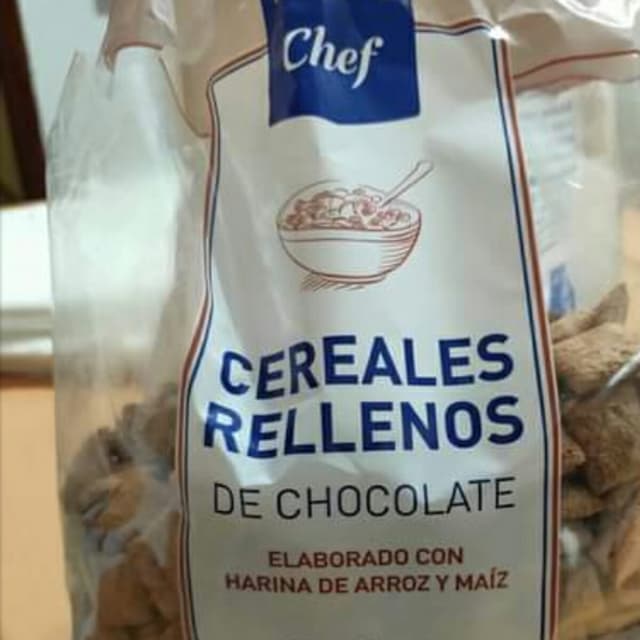 Chef
CEREALES
RELLENOS
DE CHOCOLATE
ELABORADO CON
HARINA DE ARROZ Y MAÍZ